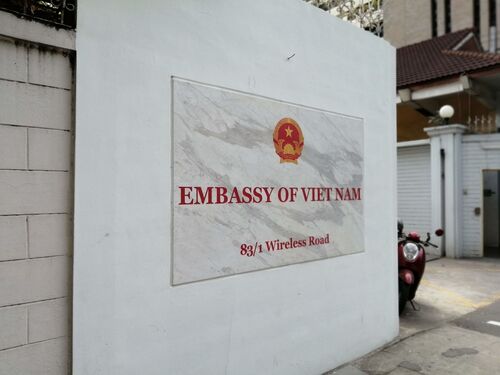 EMBASSY OF VIET NAM
83/1 Wireless Road